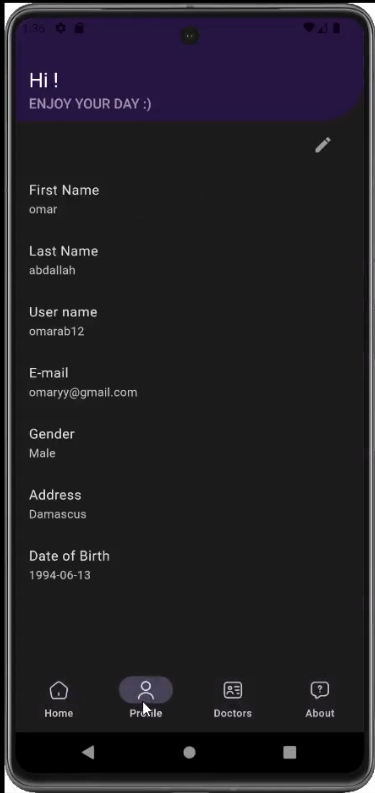 1:36
Hi !
ENJOY YOUR DAY :)
First Name
omar
Last Name
abdallah
User name
omarab12
E-mail
omaryy@gmail.com
Gender
Male
Address
Damascus
Date of Birth
1994-06-13
Home Profile Doctors About